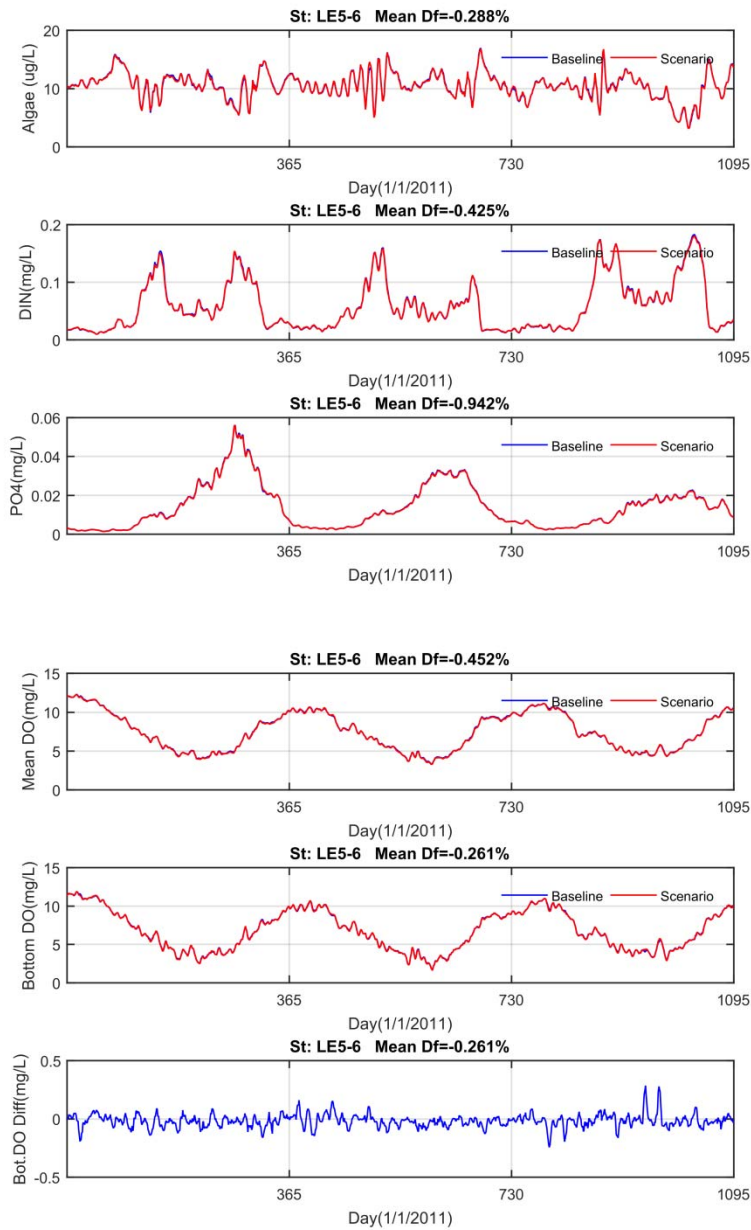 St: LE5-6 Mean Df=-0.288%
20
10
0
Algae (ug/L)
Baseline Scenario
365 730 1095
Day(1/1/2011)
St: LE5-6 Mean Df=-0.425%
0.2
0.1
0
DIN(mg/L)
Baseline Scenario
365 730 1095
Day(1/1/2011)
St: LE5-6 Mean Df=-0.942%
0.06
0.04
0.02
0
PO4(mg/L)
Baseline Scenario
365 730 1095
Day(1/1/2011)
St: LE5-6 Mean Df=-0.452%
15
10
5
0
Mean DO(mg/L)
Baseline Scenario
365 730 1095
Day(1/1/2011)
St: LE5-6 Mean Df=-0.261%
15
10
5
0
Bottom DO(mg/L)
Baseline Scenario
365 730 1095
Day(1/1/2011)
St: LE5-6 Mean Df=-0.261%
0.5
0
-0.5
Bot.DO Diff(mg/L)
365 730 1095
Day(1/1/2011)